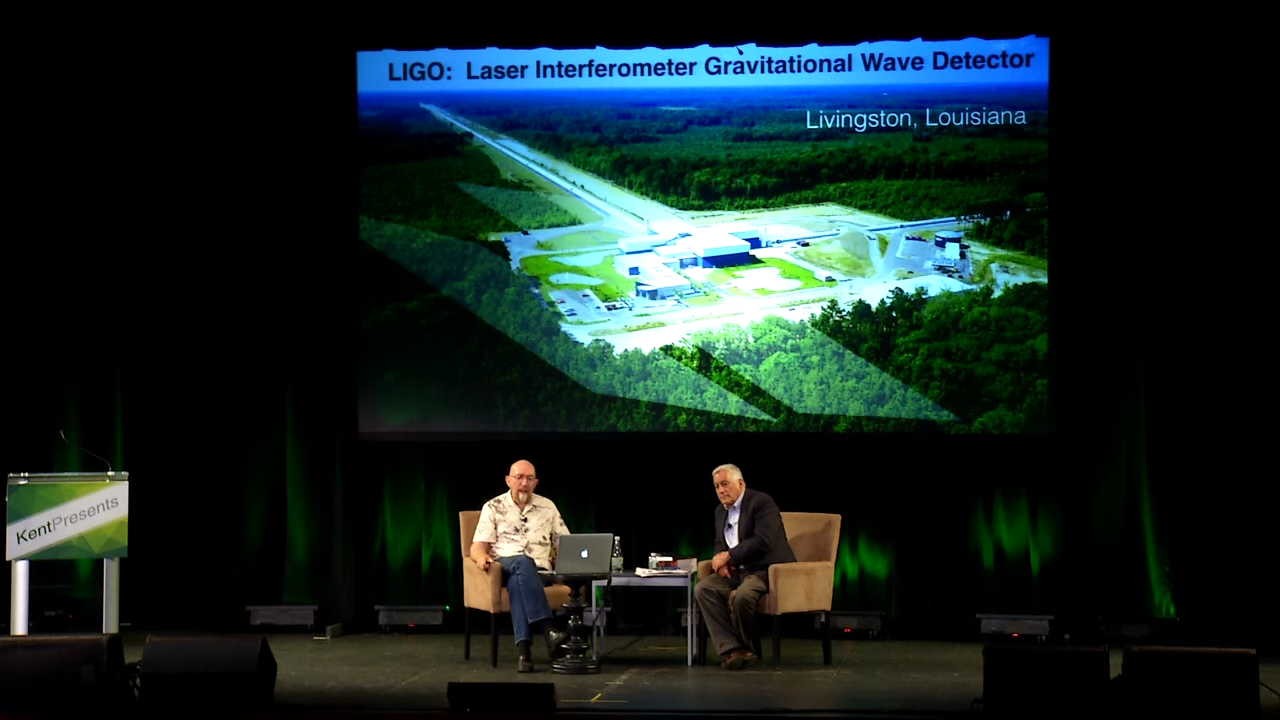 LIGO: Laser Interferometer Gravitational Wave Detector
Livingston, Louisiana
KentPresents